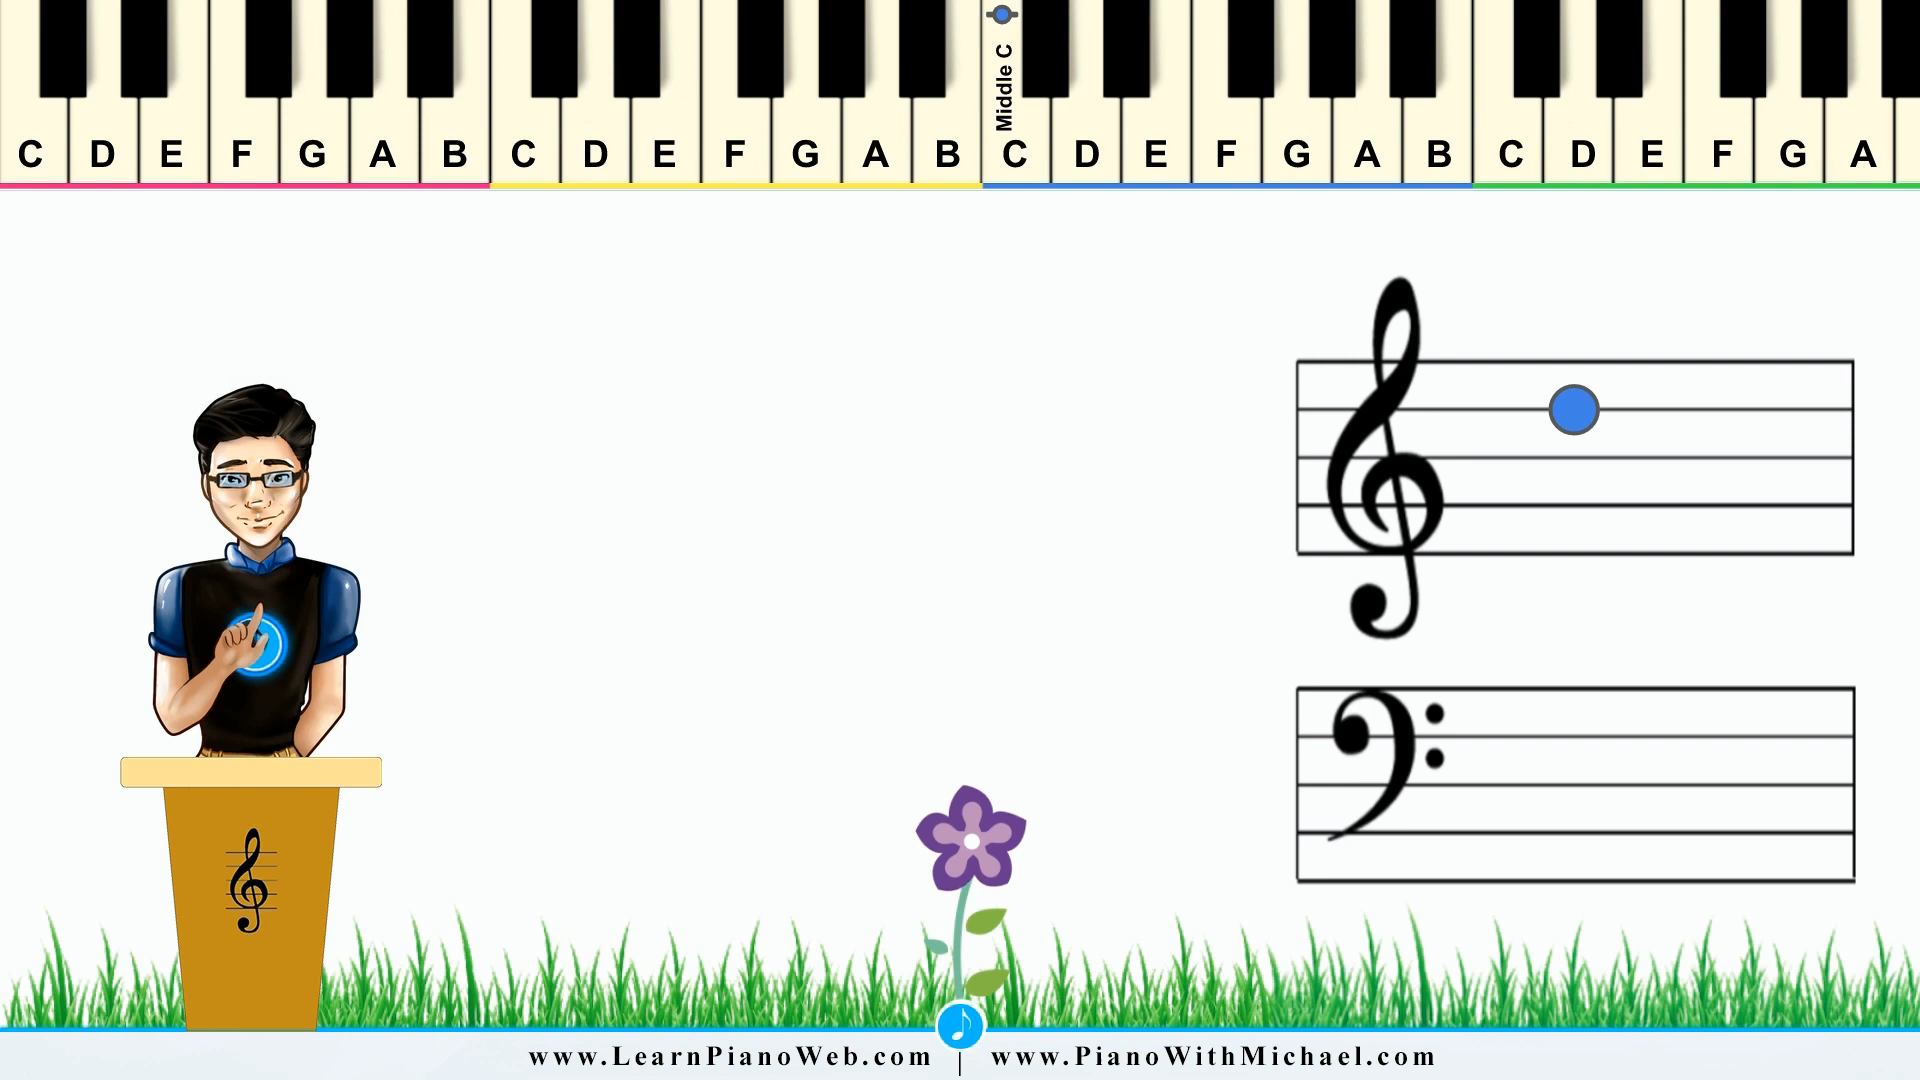 Middle C
C D E F G A B C D E F G A B C D E F G A B C D E F G A
www.LearnPianoWeb.com | www.PianoWithMichael.com